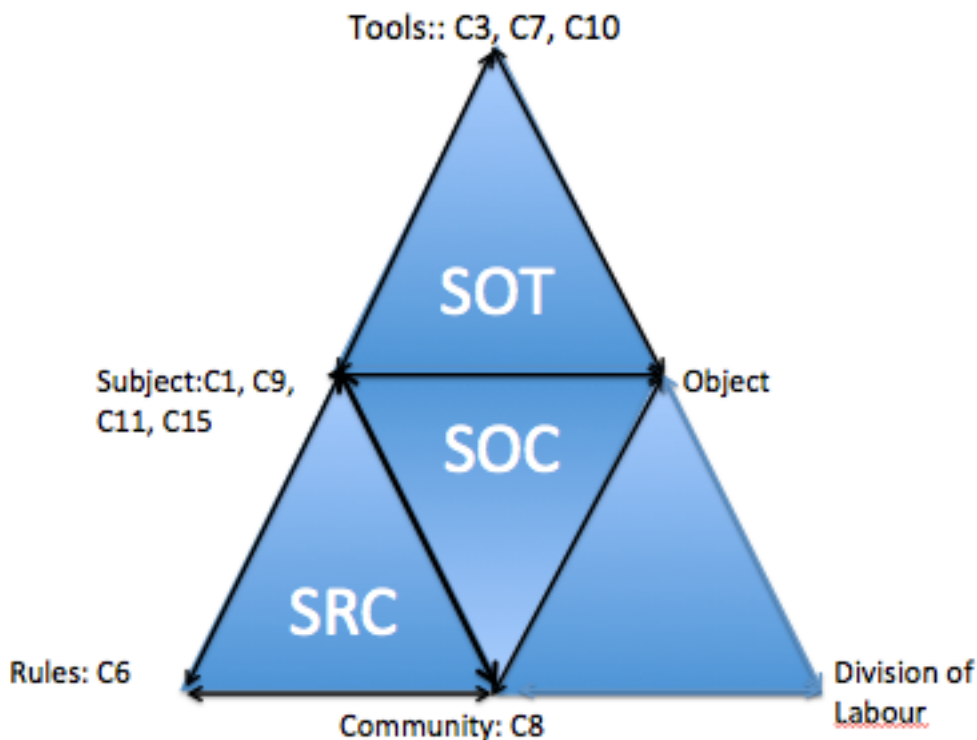 Tools:: C3, C7, C10
SOT
Subject:C1, C9,
C11, C15
Object
SOC
SRC
Rules: C6
Division of
Labour
Community: C8